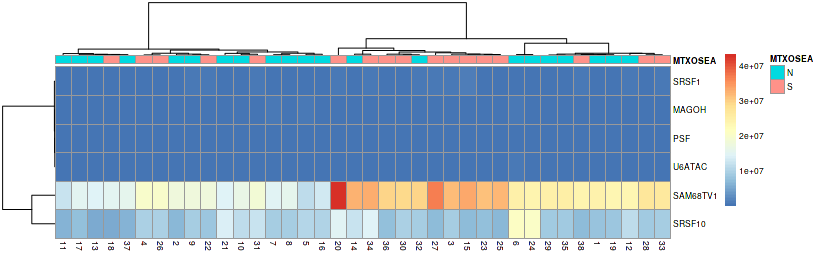 MTXOSEA
SRSF1
MAGOH
PSF
U6ATAC
SAM68TV1
SRSF10
11 17 13 18 37 4 26 2 9 22 21 10 31 7 8 5 16 20 14 34 36 30 32 27 3 15 23 25 6 24 29 35 38 1 19 12 28 33
4e+07
3e+07
2e+07
1e+07
MTXOSEA
N
S